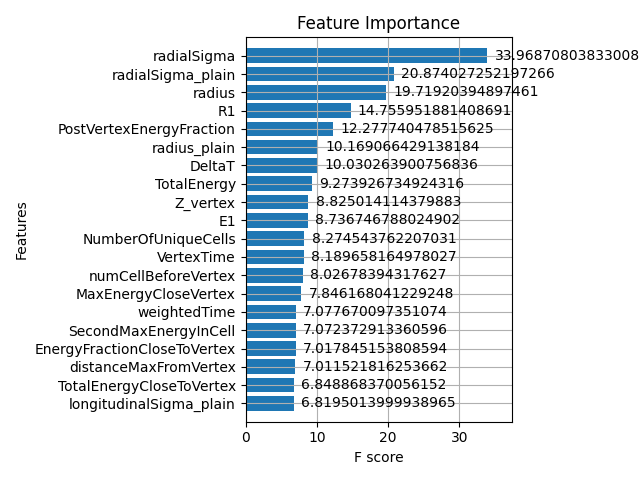 Feature Importance
radialSigma 33.96870803833008
radialSigma_plain 20.874027252197266
radius 19.71920394897461
R1 14.755951881408691
PostVertexEnergyFraction 12.277740478515625
radius_plain 10.169066429138184
DeltaT 10.030263900756836
TotalEnergy 9.273926734924316
Z_vertex 8.825014114379883
E1 8.736746788024902
NumberOfUniqueCells 8.274543762207031
VertexTime 8.189658164978027
numCellBeforeVertex 8.02678394317627
MaxEnergyCloseVertex 7.846168041229248
weightedTime 7.077670097351074
SecondMaxEnergyInCell 7.072372913360596
EnergyFractionCloseToVertex 7.017845153808594
distanceMaxFromVertex 7.011521816253662
TotalEnergyCloseToVertex 6.848868370056152
longitudinalSigma_plain 6.8195013999938965
Features
0 10 20 30
F score